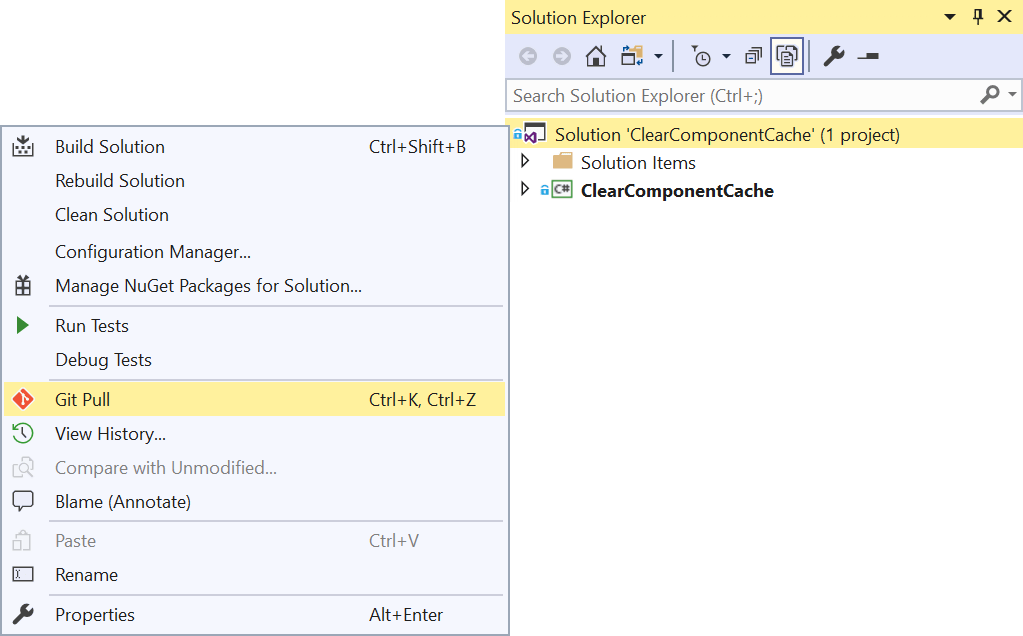 Solution Explorer
Search Solution Explorer (Ctrl+;)
Solution 'ClearComponentCache' (1 project)
Solution Items
C# ClearComponentCache
Build Solution Ctrl+Shift+B
Rebuild Solution
Clean Solution
Configuration Manager...
Manage NuGet Packages for Solution...
Run Tests
Debug Tests
Git Pull Ctrl+K, Ctrl+Z
View History...
Compare with Unmodified...
Blame (Annotate)
Paste Ctrl+V
Rename
Properties Alt+Enter